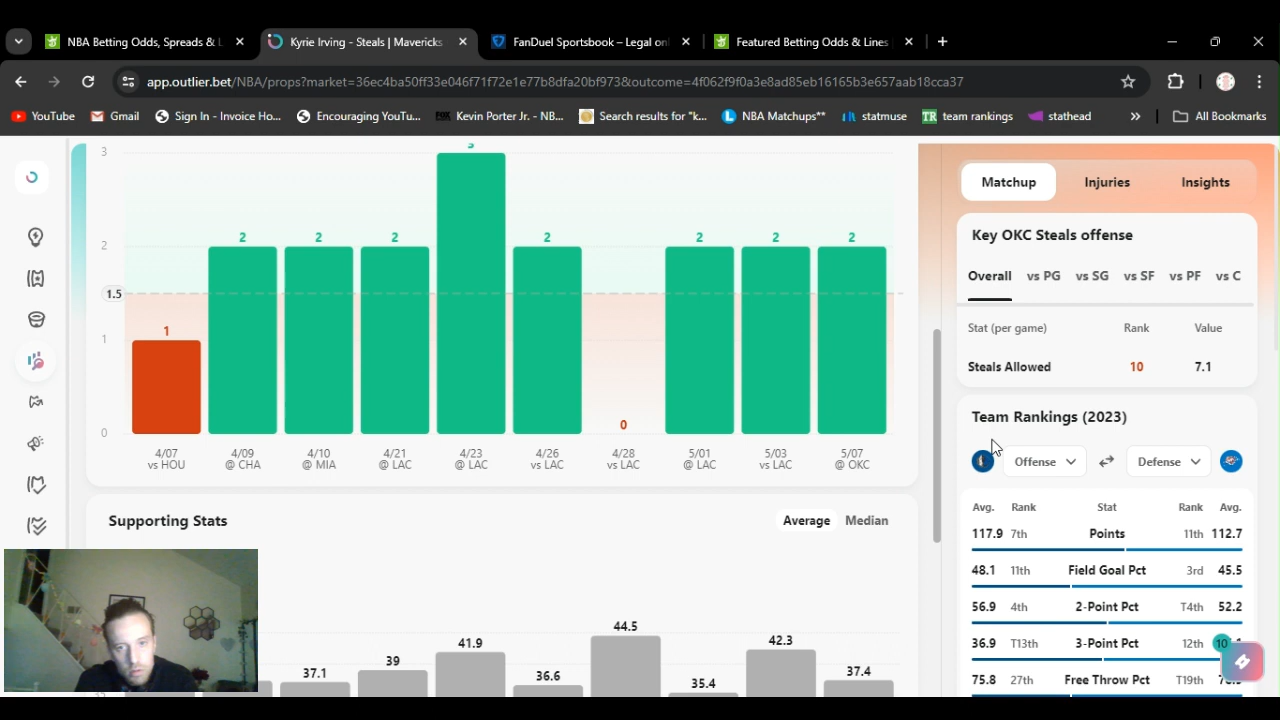 NBA Betting Odds, Spreads & L
Kyrie Irving - Steals | Mavericks
FanDuel Sportsbook – Legal onl
Featured Betting Odds & Lines
app.outlier.bet/NBA/props?market=36ec4ba50ff33e046f71f72e1e77b8dfa20bf973&outcome=4f062f9f0a3e8ad85eb16165b3e657aab18cca37
YouTube
Gmail
Sign In - Invoice Ho...
Encouraging YouTu...
FOX Kevin Porter Jr. - NB...
Search results for "k...
NBA Matchups**
statmuse
TR team rankings
stathead
»
All Bookmarks
3
2
1.5
1
0
1
2
2
2
3
2
0
2
2
2
4/07
vs HOU
4/09
@ CHA
4/10
@ MIA
4/21
@ LAC
4/23
@ LAC
4/26
vs LAC
4/28
vs LAC
5/01
@ LAC
5/03
vs LAC
5/07
@ OKC
Supporting Stats
Average
Median
37.1
39
41.9
36.6
44.5
35.4
42.3
37.4
Matchup
Injuries
Insights
Key OKC Steals offense
Overall
vs PG
vs SG
vs SF
vs PF
vs C
Stat (per game)
Rank
Value
Steals Allowed
10
7.1
Team Rankings (2023)
Offense
Defense
Avg. Rank Stat Rank Avg.
117.9 7th Points 11th 112.7
48.1 11th Field Goal Pct 3rd 45.5
56.9 4th 2-Point Pct T4th 52.2
36.9 T13th 3-Point Pct 12th
75.8 27th Free Throw Pct T19th